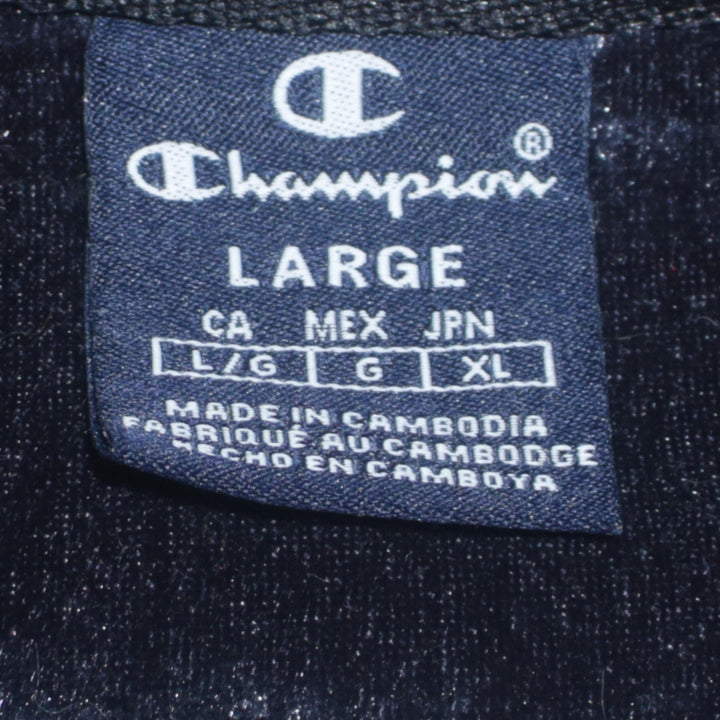 Champion®
LARGE
CA MEX JPN
L/G G XL
MADE IN CAMBODIA
FABRIQUÉ AU CAMBODGE
HECHO EN CAMBOYA